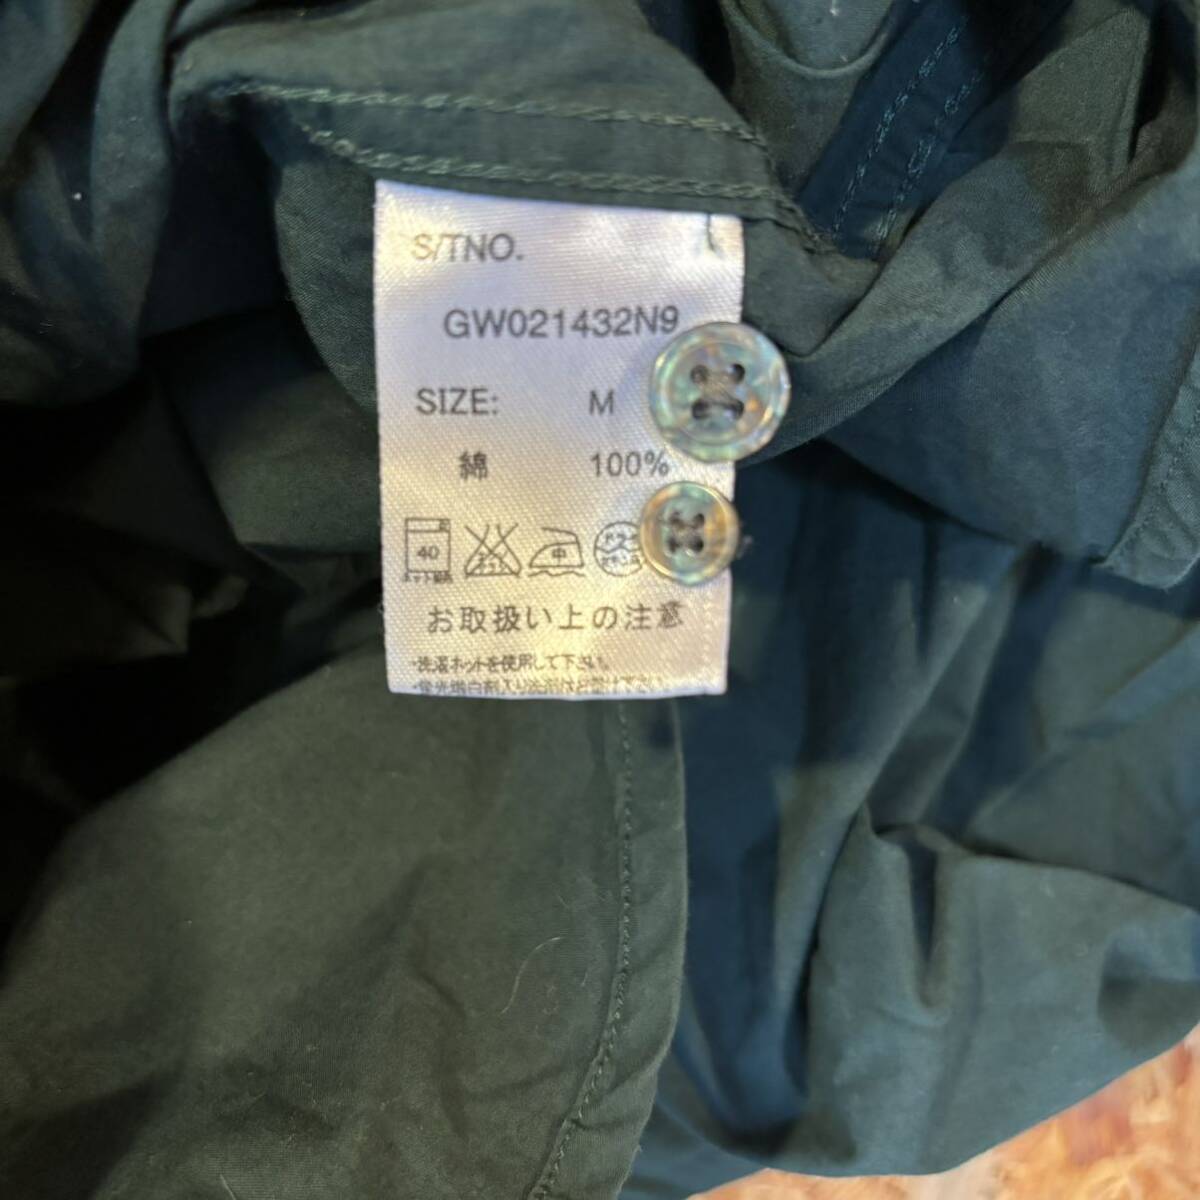 S/TNO.
GW021432N9
SIZE: M
綿 100%
40 中
お取扱い上の注意
・洗濯ネットを使用して下さい。